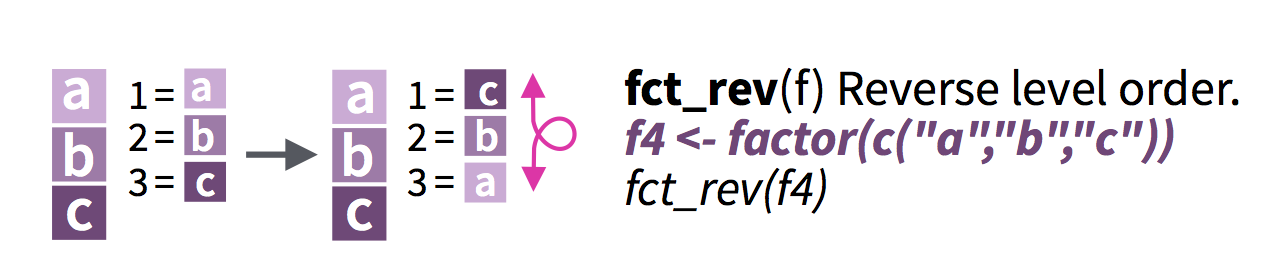 a
b
c
1 = a
2 = b
3 = c
a
b
c
1 = c
2 = b
3 = a
fct_rev(f) Reverse level order.
f4 <- factor(c("a","b","c"))
fct_rev(f4)